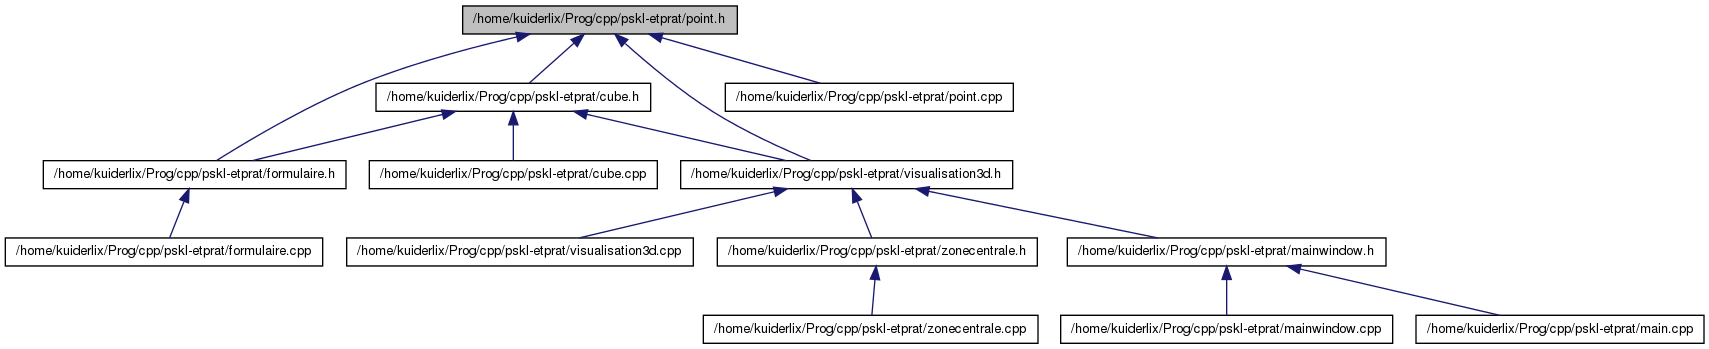 /home/kuiderlix/Prog/cpp/pskl-etprat/point.h
/home/kuiderlix/Prog/cpp/pskl-etprat/cube.h
/home/kuiderlix/Prog/cpp/pskl-etprat/point.cpp
/home/kuiderlix/Prog/cpp/pskl-etprat/formulaire.h
/home/kuiderlix/Prog/cpp/pskl-etprat/cube.cpp
/home/kuiderlix/Prog/cpp/pskl-etprat/visualisation3d.h
/home/kuiderlix/Prog/cpp/pskl-etprat/formulaire.cpp
/home/kuiderlix/Prog/cpp/pskl-etprat/visualisation3d.cpp
/home/kuiderlix/Prog/cpp/pskl-etprat/zonecentrale.h
/home/kuiderlix/Prog/cpp/pskl-etprat/mainwindow.h
/home/kuiderlix/Prog/cpp/pskl-etprat/zonecentrale.cpp
/home/kuiderlix/Prog/cpp/pskl-etprat/mainwindow.cpp
/home/kuiderlix/Prog/cpp/pskl-etprat/main.cpp